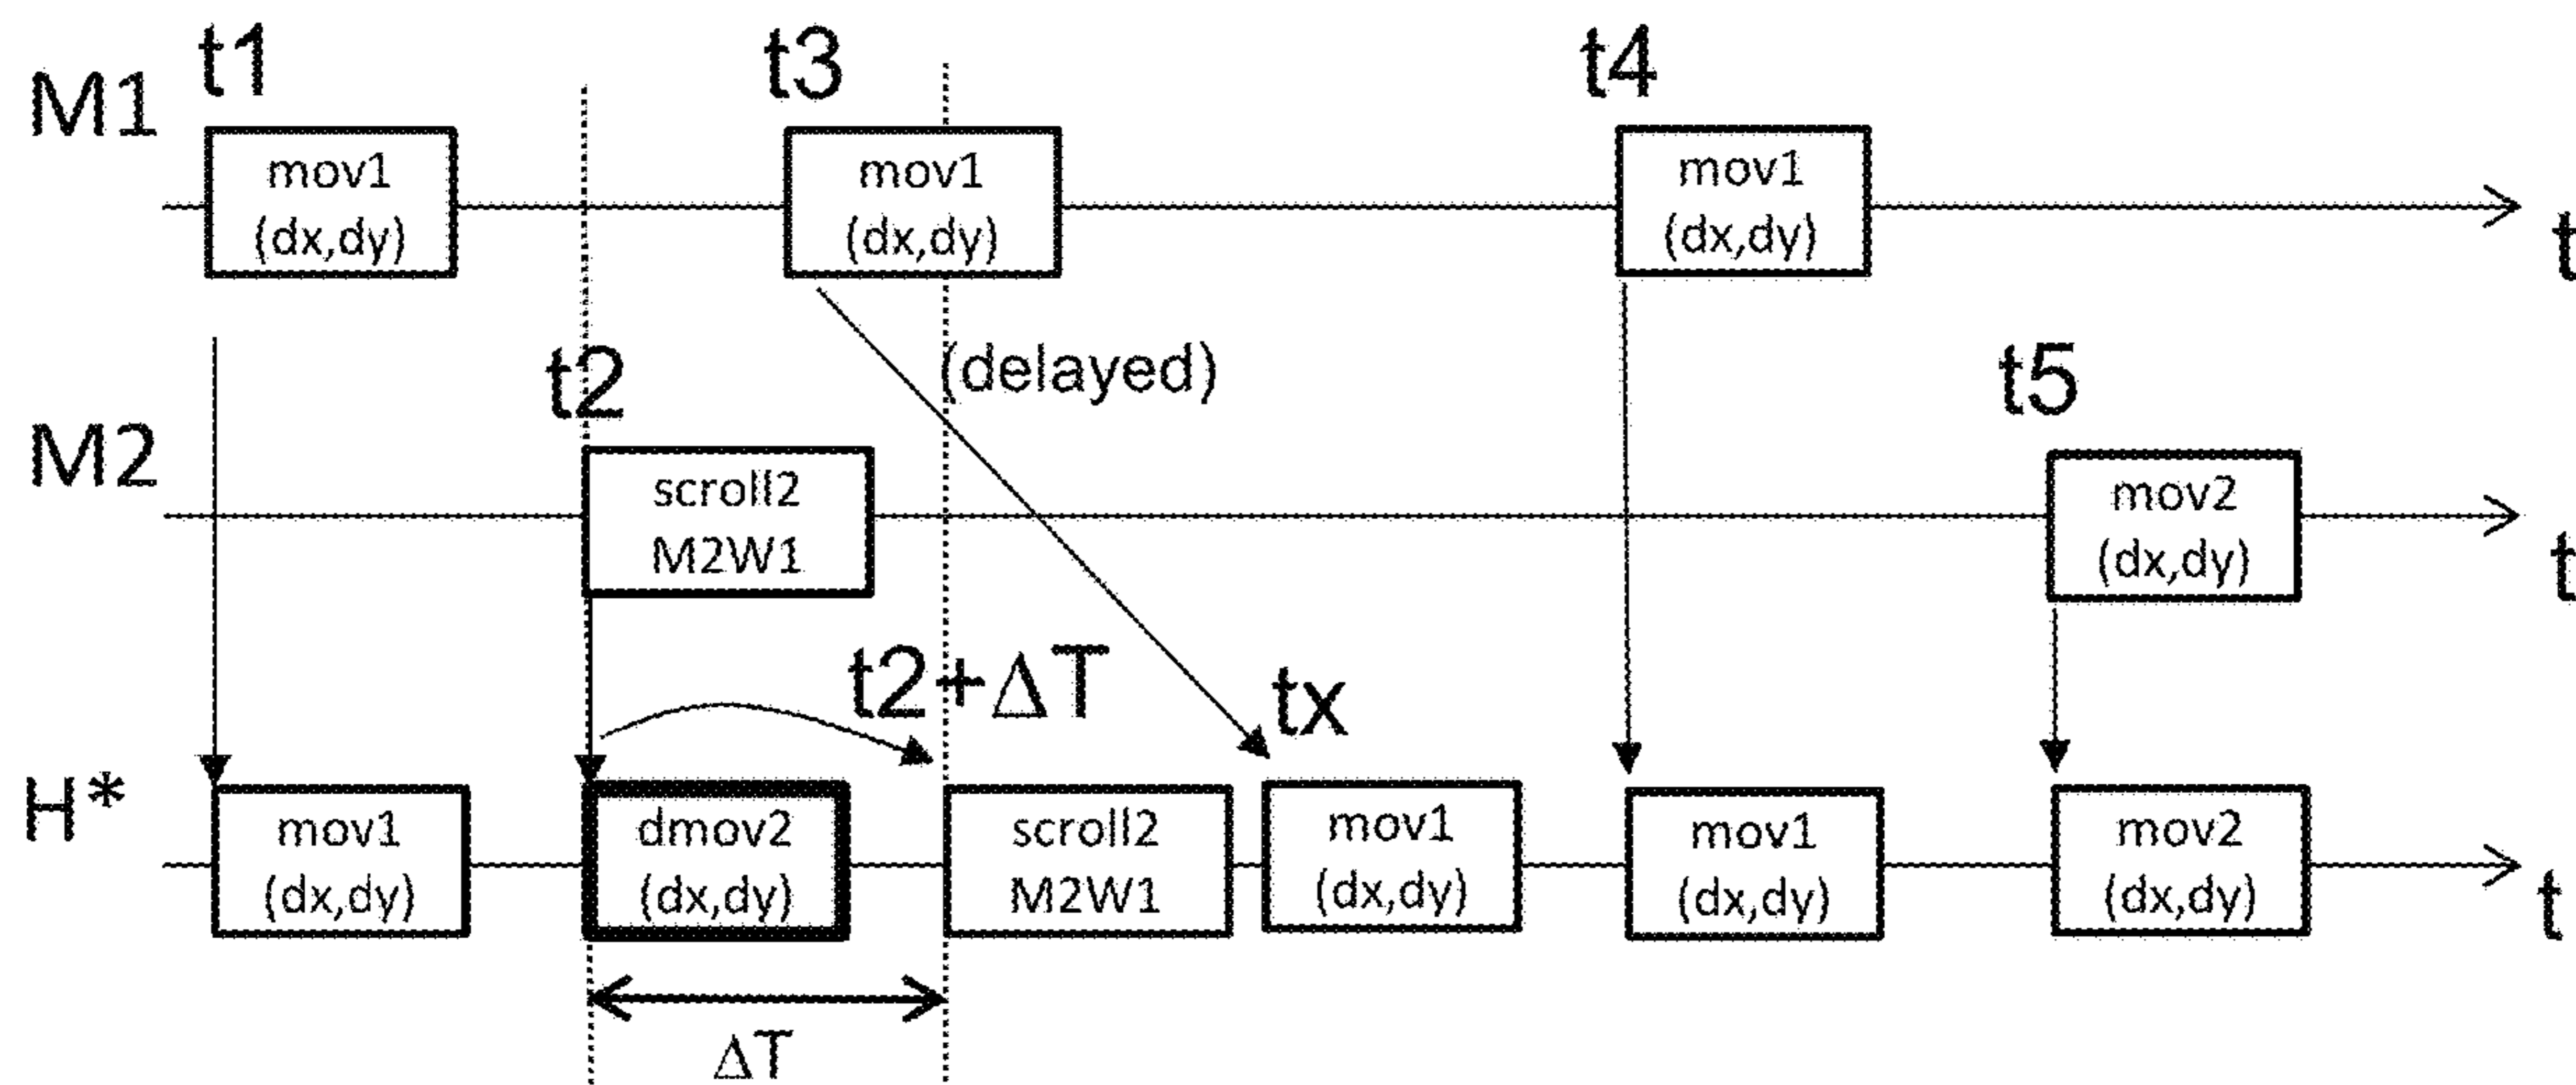 t1
t3
t4
M1
mov1
(dx,dy)
mov1
(dx,dy)
mov1
(dx,dy)
t
(delayed)
t2
t5
M2
scroll2
M2W1
mov2
(dx,dy)
t
t2+ΔT
tx
H*
mov1
(dx,dy)
dmov2
(dx,dy)
scroll2
M2W1
mov1
(dx,dy)
mov1
(dx,dy)
mov2
(dx,dy)
t
ΔT